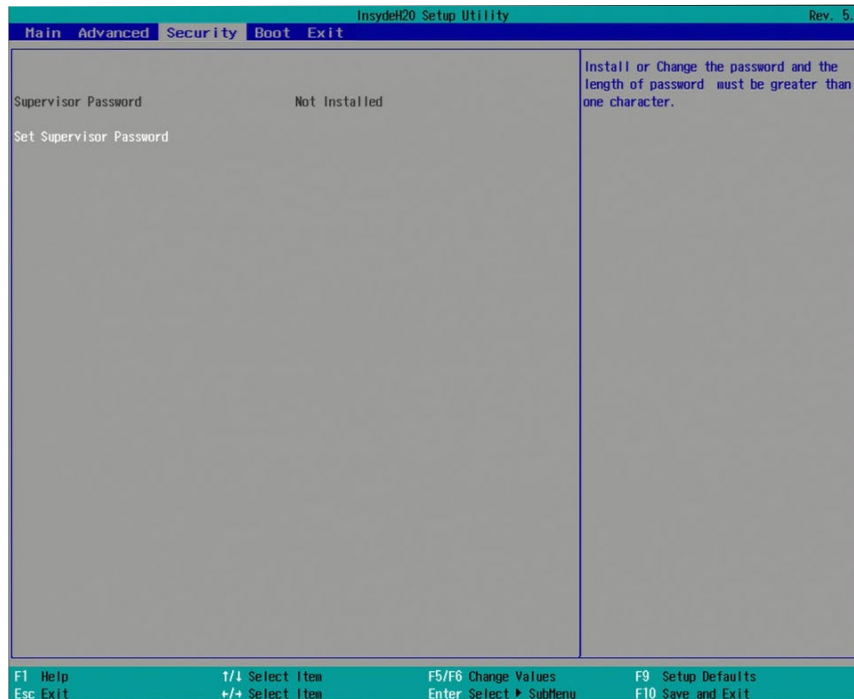 InsydeH20 Setup Utility Rev. 5.
Main Advanced Security Boot Exit
Install or Change the password and the
length of password must be greater than
one character.
Supervisor Password Not Installed
Set Supervisor Password
F1 Help ↑/↓ Select Item F5/F6 Change Values F9 Setup Defaults
Esc Exit ←/→ Select Item Enter Select ▶ SubMenu F10 Save and Exit